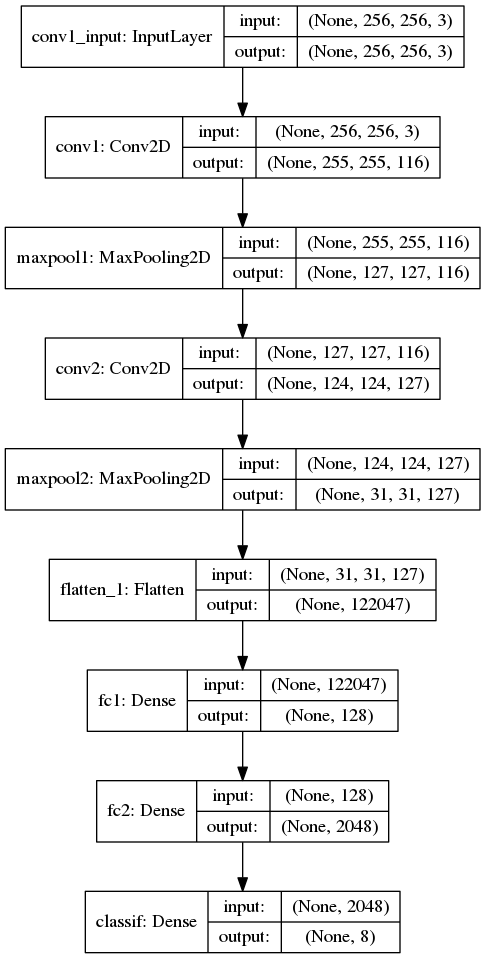 conv1_input: InputLayer
input: (None, 256, 256, 3)
output: (None, 256, 256, 3)
conv1: Conv2D
input: (None, 256, 256, 3)
output: (None, 255, 255, 116)
maxpool1: MaxPooling2D
input: (None, 255, 255, 116)
output: (None, 127, 127, 116)
conv2: Conv2D
input: (None, 127, 127, 116)
output: (None, 124, 124, 127)
maxpool2: MaxPooling2D
input: (None, 124, 124, 127)
output: (None, 31, 31, 127)
flatten_1: Flatten
input: (None, 31, 31, 127)
output: (None, 122047)
fc1: Dense
input: (None, 122047)
output: (None, 128)
fc2: Dense
input: (None, 128)
output: (None, 2048)
classif: Dense
input: (None, 2048)
output: (None, 8)